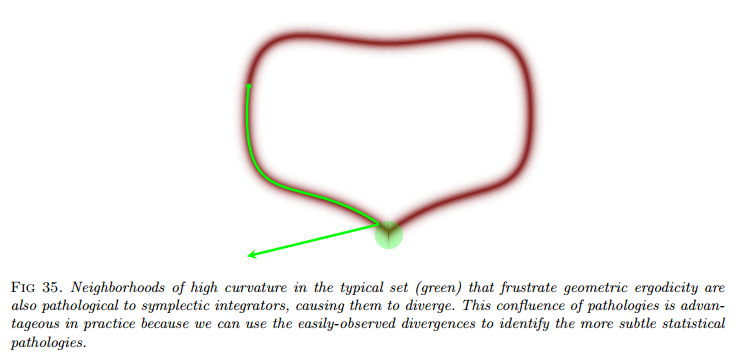 FIG 35. Neighborhoods of high curvature in the typical set (green) that frustrate geometric ergodicity are
also pathological to symplectic integrators, causing them to diverge. This confluence of pathologies is advan-
tageous in practice because we can use the easily-observed divergences to identify the more subtle statistical
pathologies.